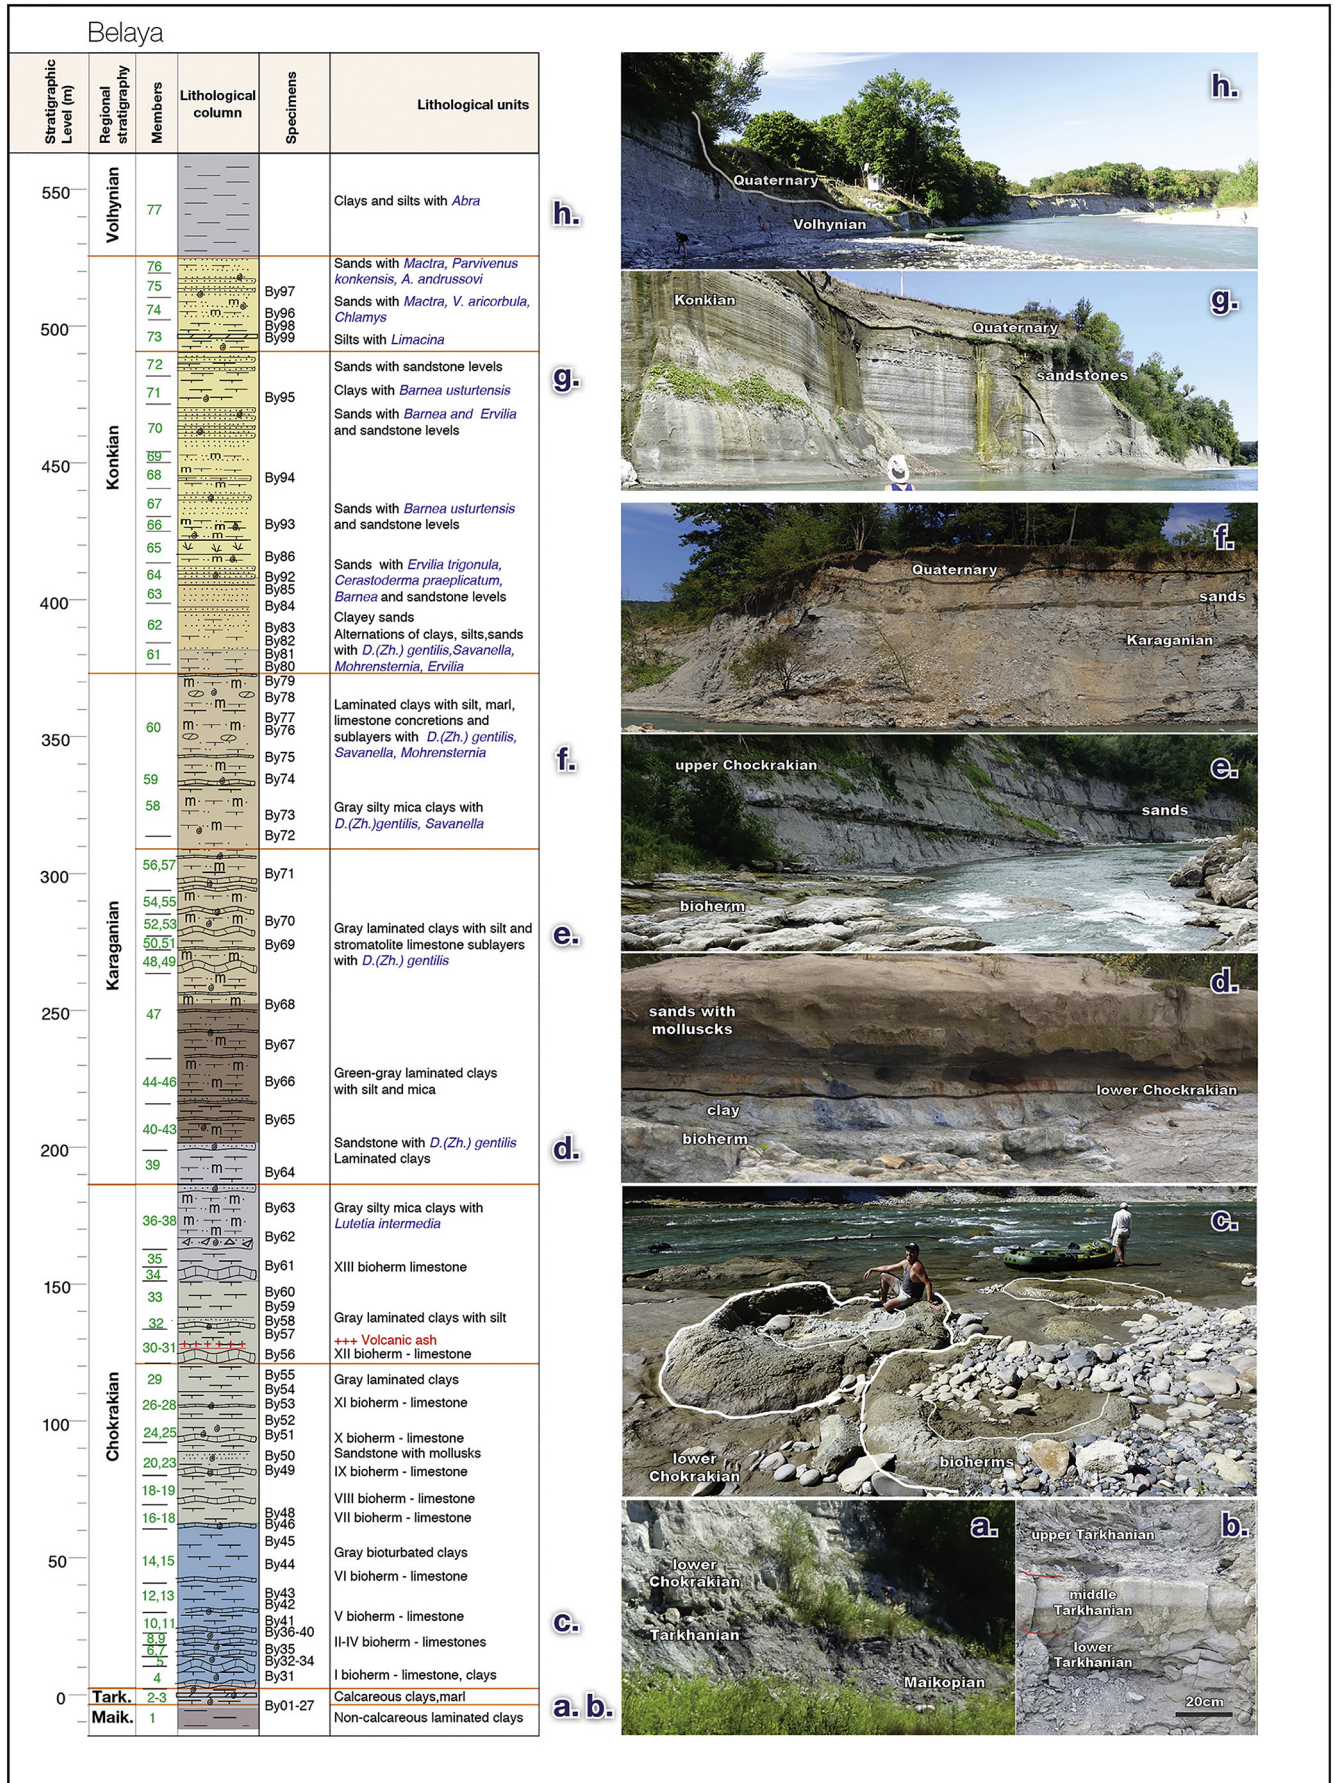 Belaya
Stratigraphic
Level (m)
Regional
stratigraphy
Members
Lithological
column
Specimens
Lithological units
550
500
450
400
350
300
250
200
150
100
50
0
Volhynian
Konkian
Karaganian
Chokrakian
Tark.
Maik.
77
76
75
74
73
72
71
70
69
68
67
66
65
64
63
62
61
60
59
58
56,57
54,55
52,53
50,51
48,49
47
44-46
40-43
39
36-38
35
34
33
32
30-31
29
26-28
24,25
20,23
18-19
16-18
14,15
12,13
10,11
8,9
6,7
5
4
2-3
1
By97
By96
By98
By99
By95
By94
By93
By86
By92
By85
By84
By83
By82
By81
By80
By79
By78
By77
By76
By75
By74
By73
By72
By71
By70
By69
By68
By67
By66
By65
By64
By63
By62
By61
By60
By59
By58
By57
By56
By55
By54
By53
By52
By51
By50
By49
By48
By46
By45
By44
By43
By42
By41
By36-40
By35
By32-34
By31
By01-27
Clays and silts with Abra
Sands with Mactra, Parvivenus
konkensis, A. andrussovi
Sands with Mactra, V. aricorbula,
Chlamys
Silts with Limacina
Sands with sandstone levels
Clays with Barnea usturtensis
Sands with Barnea and Ervilia
and sandstone levels
Sands with Barnea usturtensis
and sandstone levels
Sands with Ervilia trigonula,
Cerastoderma praeplicatum,
Barnea and sandstone levels
Clayey sands
Alternations of clays, silts,sands
with D.(Zh.) gentilis,Savanella,
Mohrensternia, Ervilia
Laminated clays with silt, marl,
limestone concretions and
sublayers with D.(Zh.) gentilis,
Savanella, Mohrensternia
Gray silty mica clays with
D.(Zh.)gentilis, Savanella
Gray laminated clays with silt and
stromatolite limestone sublayers
with D.(Zh.) gentilis
Green-gray laminated clays
with silt and mica
Sandstone with D.(Zh.) gentilis
Laminated clays
Gray silty mica clays with
Lutetia intermedia
XIII bioherm limestone
Gray laminated clays with silt
+++ Volcanic ash
XII bioherm - limestone
Gray laminated clays
XI bioherm - limestone
X bioherm - limestone
Sandstone with mollusks
IX bioherm - limestone
VIII bioherm - limestone
VII bioherm - limestone
Gray bioturbated clays
VI bioherm - limestone
V bioherm - limestone
II-IV bioherm - limestones
I bioherm - limestone, clays
Calcareous clays,marl
Non-calcareous laminated clays
h.
g.
f.
e.
d.
c.
a. b.
h.
Quaternary
Volhynian
g.
Konkian
Quaternary
sandstones
f.
Quaternary
sands
Karaganian
e.
upper Chockrakian
sands
bioherm
d.
sands with
molluscks
lower Chockrakian
clay
bioherm
c.
lower
Chokrakian
bioherms
a.
lower
Chokrakian
Tarkhanian
Maikopian
b.
upper Tarkhanian
middle
Tarkhanian
lower
Tarkhanian
20cm